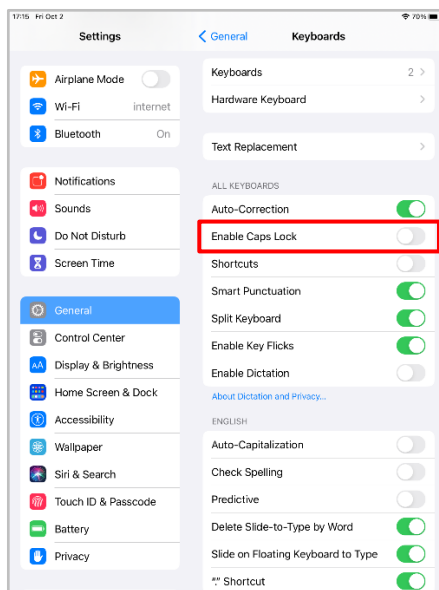 17:15 Fri Oct 2
70%
Settings
Airplane Mode
Wi-Fi internet
Bluetooth On
Notifications
Sounds
Do Not Disturb
Screen Time
General
Control Center
AA Display & Brightness
Home Screen & Dock
Accessibility
Wallpaper
Siri & Search
Touch ID & Passcode
Battery
Privacy
General Keyboards
Keyboards 2
Hardware Keyboard
Text Replacement
ALL KEYBOARDS
Auto-Correction
Enable Caps Lock
Shortcuts
Smart Punctuation
Split Keyboard
Enable Key Flicks
Enable Dictation
About Dictation and Privacy...
ENGLISH
Auto-Capitalization
Check Spelling
Predictive
Delete Slide-to-Type by Word
Slide on Floating Keyboard to Type
"." Shortcut